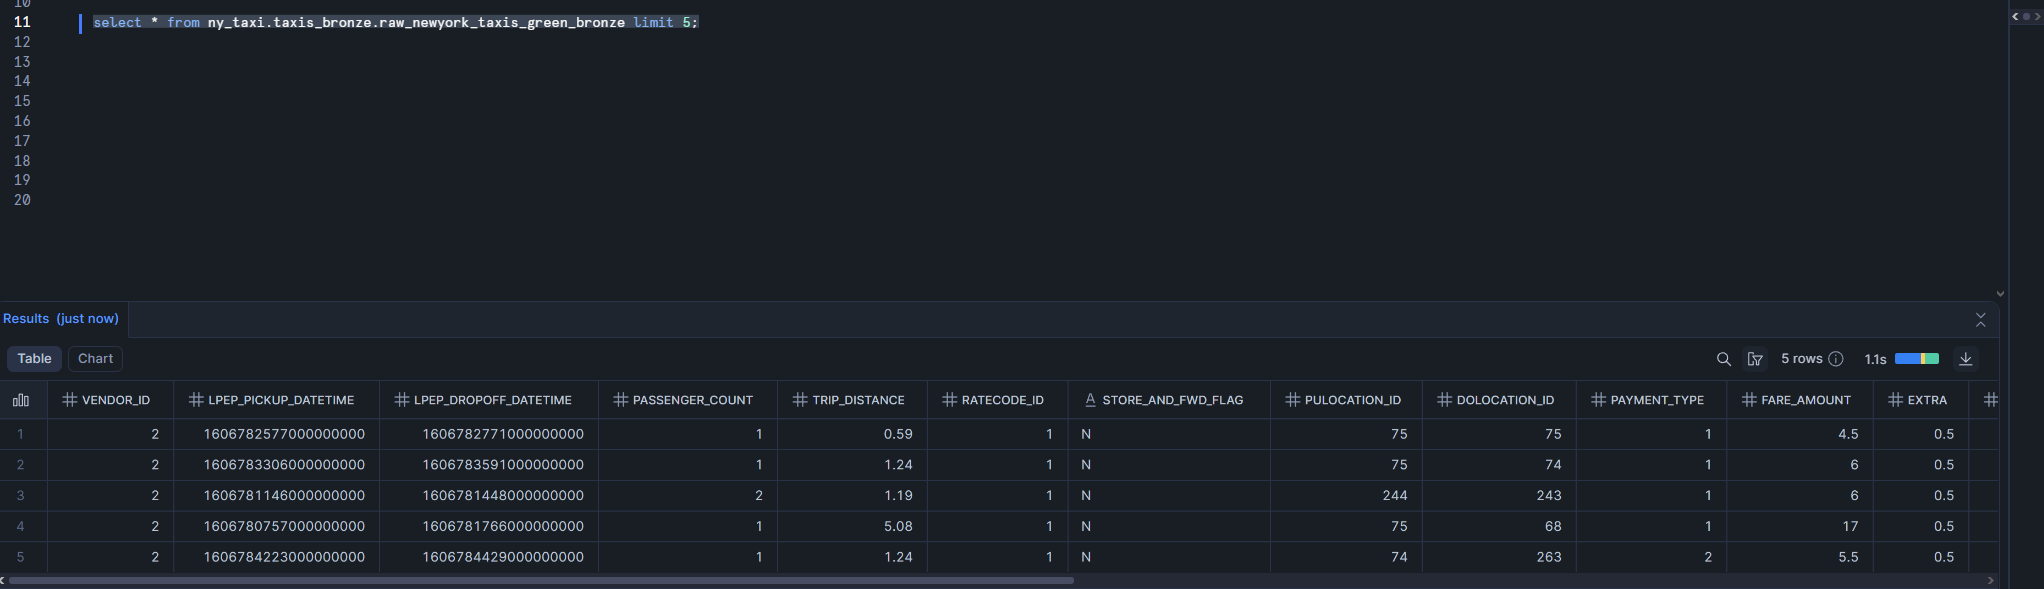 10
11 select * from ny_taxi.taxis_bronze.raw_newyork_taxis_green_bronze limit 5;
12
13
14
15
16
17
18
19
20
Results (just now)
Table Chart 5 rows 1.1s
VENDOR_ID LPEP_PICKUP_DATETIME LPEP_DROPOFF_DATETIME PASSENGER_COUNT TRIP_DISTANCE RATECODE_ID STORE_AND_FWD_FLAG PULOCATION_ID DOLOCATION_ID PAYMENT_TYPE FARE_AMOUNT EXTRA
1 2 1606782577000000000 1606782771000000000 1 0.59 1 N 75 75 1 4.5 0.5
2 2 1606783306000000000 1606783591000000000 1 1.24 1 N 75 74 1 6 0.5
3 2 1606781146000000000 1606781448000000000 2 1.19 1 N 244 243 1 6 0.5
4 2 1606780757000000000 1606781766000000000 1 5.08 1 N 75 68 1 17 0.5
5 2 1606784223000000000 1606784429000000000 1 1.24 1 N 74 263 2 5.5 0.5